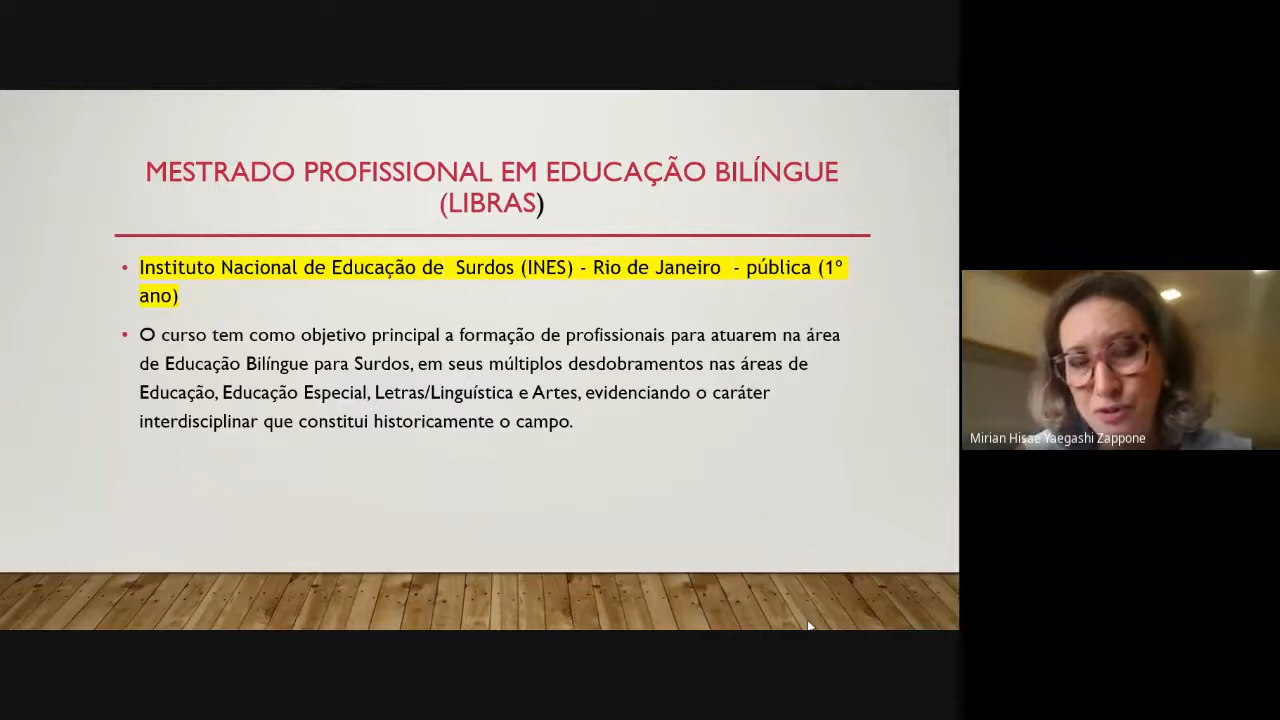 MESTRADO PROFISSIONAL EM EDUCAÇÃO BILÍNGUE
(LIBRAS)
• Instituto Nacional de Educação de  Surdos (INES) - Rio de Janeiro  - pública (1º
ano)
• O curso tem como objetivo principal a formação de profissionais para atuarem na área
de Educação Bilíngue para Surdos, em seus múltiplos desdobramentos nas áreas de
Educação, Educação Especial, Letras/Linguística e Artes, evidenciando o caráter
interdisciplinar que constitui historicamente o campo.
Mirian Hisae Yaegashi Zappone